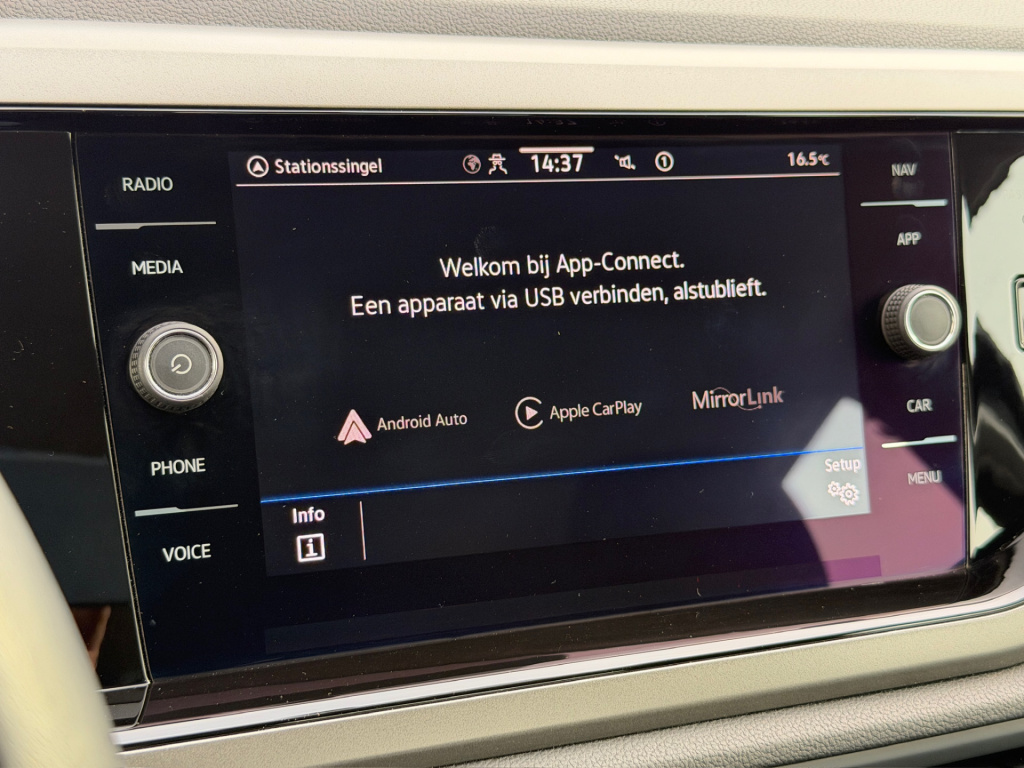 RADIO
MEDIA
PHONE
VOICE
Stationssingel
14:37
1
16.5°C
Welkom bij App-Connect.
Een apparaat via USB verbinden, alstublieft.
Android Auto
Apple CarPlay
MirrorLink
Info
i
Setup
NAV
APP
CAR
MENU